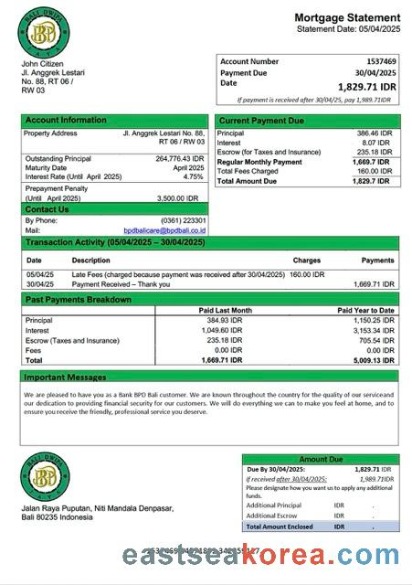 BALI DWIPA
BPD
JAYA
Mortgage Statement
Statement Date: 05/04/2025
John Citizen
Jl. Anggrek Lestari
No. 88, RT 06 /
RW 03
Account Number 1537469
Payment Due 30/04/2025
Date
1,829.71 IDR
If payment is received after 30/04/25, pay 1,989.71IDR
Account Information
Property Address Jl. Anggrek Lestari No. 88,
RT 06 / RW 03
Outstanding Principal 264,776.43 IDR
Maturity Date April 2025
Interest Rate (Until April 2025) 4.75%
Prepayment Penalty
(Until April 2025) 3,500.00 IDR
Contact Us
By Phone: (0361) 223301
Mail: bpdbalicare@bpdbali.co.id
Current Payment Due
Principal 386.46 IDR
Interest 8.07 IDR
Escrow (for Taxes and Insurance) 235.18 IDR
Regular Monthly Payment 1,669.7 IDR
Total Fees Charged 160.00 IDR
Total Amount Due 1,829.7 IDR
Transaction Activity (05/04/2025 – 30/04/2025)
Date Description Charges Payments
05/04/25 Late Fees (charged because payment was received after 30/04/2025) 160.00 IDR
30/04/25 Payment Received – Thank you 1,669.71 IDR
Past Payments Breakdown
Paid Last Month Paid Year to Date
Principal 384.93 IDR 1,150.25 IDR
Interest 1,049.60 IDR 3,153.34 IDR
Escrow (Taxes and Insurance) 235.18 IDR 705.54 IDR
Fees 0.00 IDR 0.00 IDR
Total 1,669.71 IDR 5,009.13 IDR
Important Messages
We are pleased to have you as a Bank BPD Bali customer. We are known throughout the country for the quality of our serviceand
our dedication to providing financial security for our customers. We will do everything we can to make you feel at home, and to
ensure you receive the friendly, professional service you deserve.
BALI DWIPA
BPD
JAYA
Jalan Raya Puputan, Niti Mandala Denpasar,
Bali 80235 Indonesia
Amount Due
Due By 30/04/2025: 1,829.71 IDR
if received after 30/04/2025: 1,989.71IDR
Please designate how you want us to apply any additional
funds.
Additional Principal IDR .
Additional Escrow IDR .
Total Amount Enclosed IDR .
eastseakorea.com